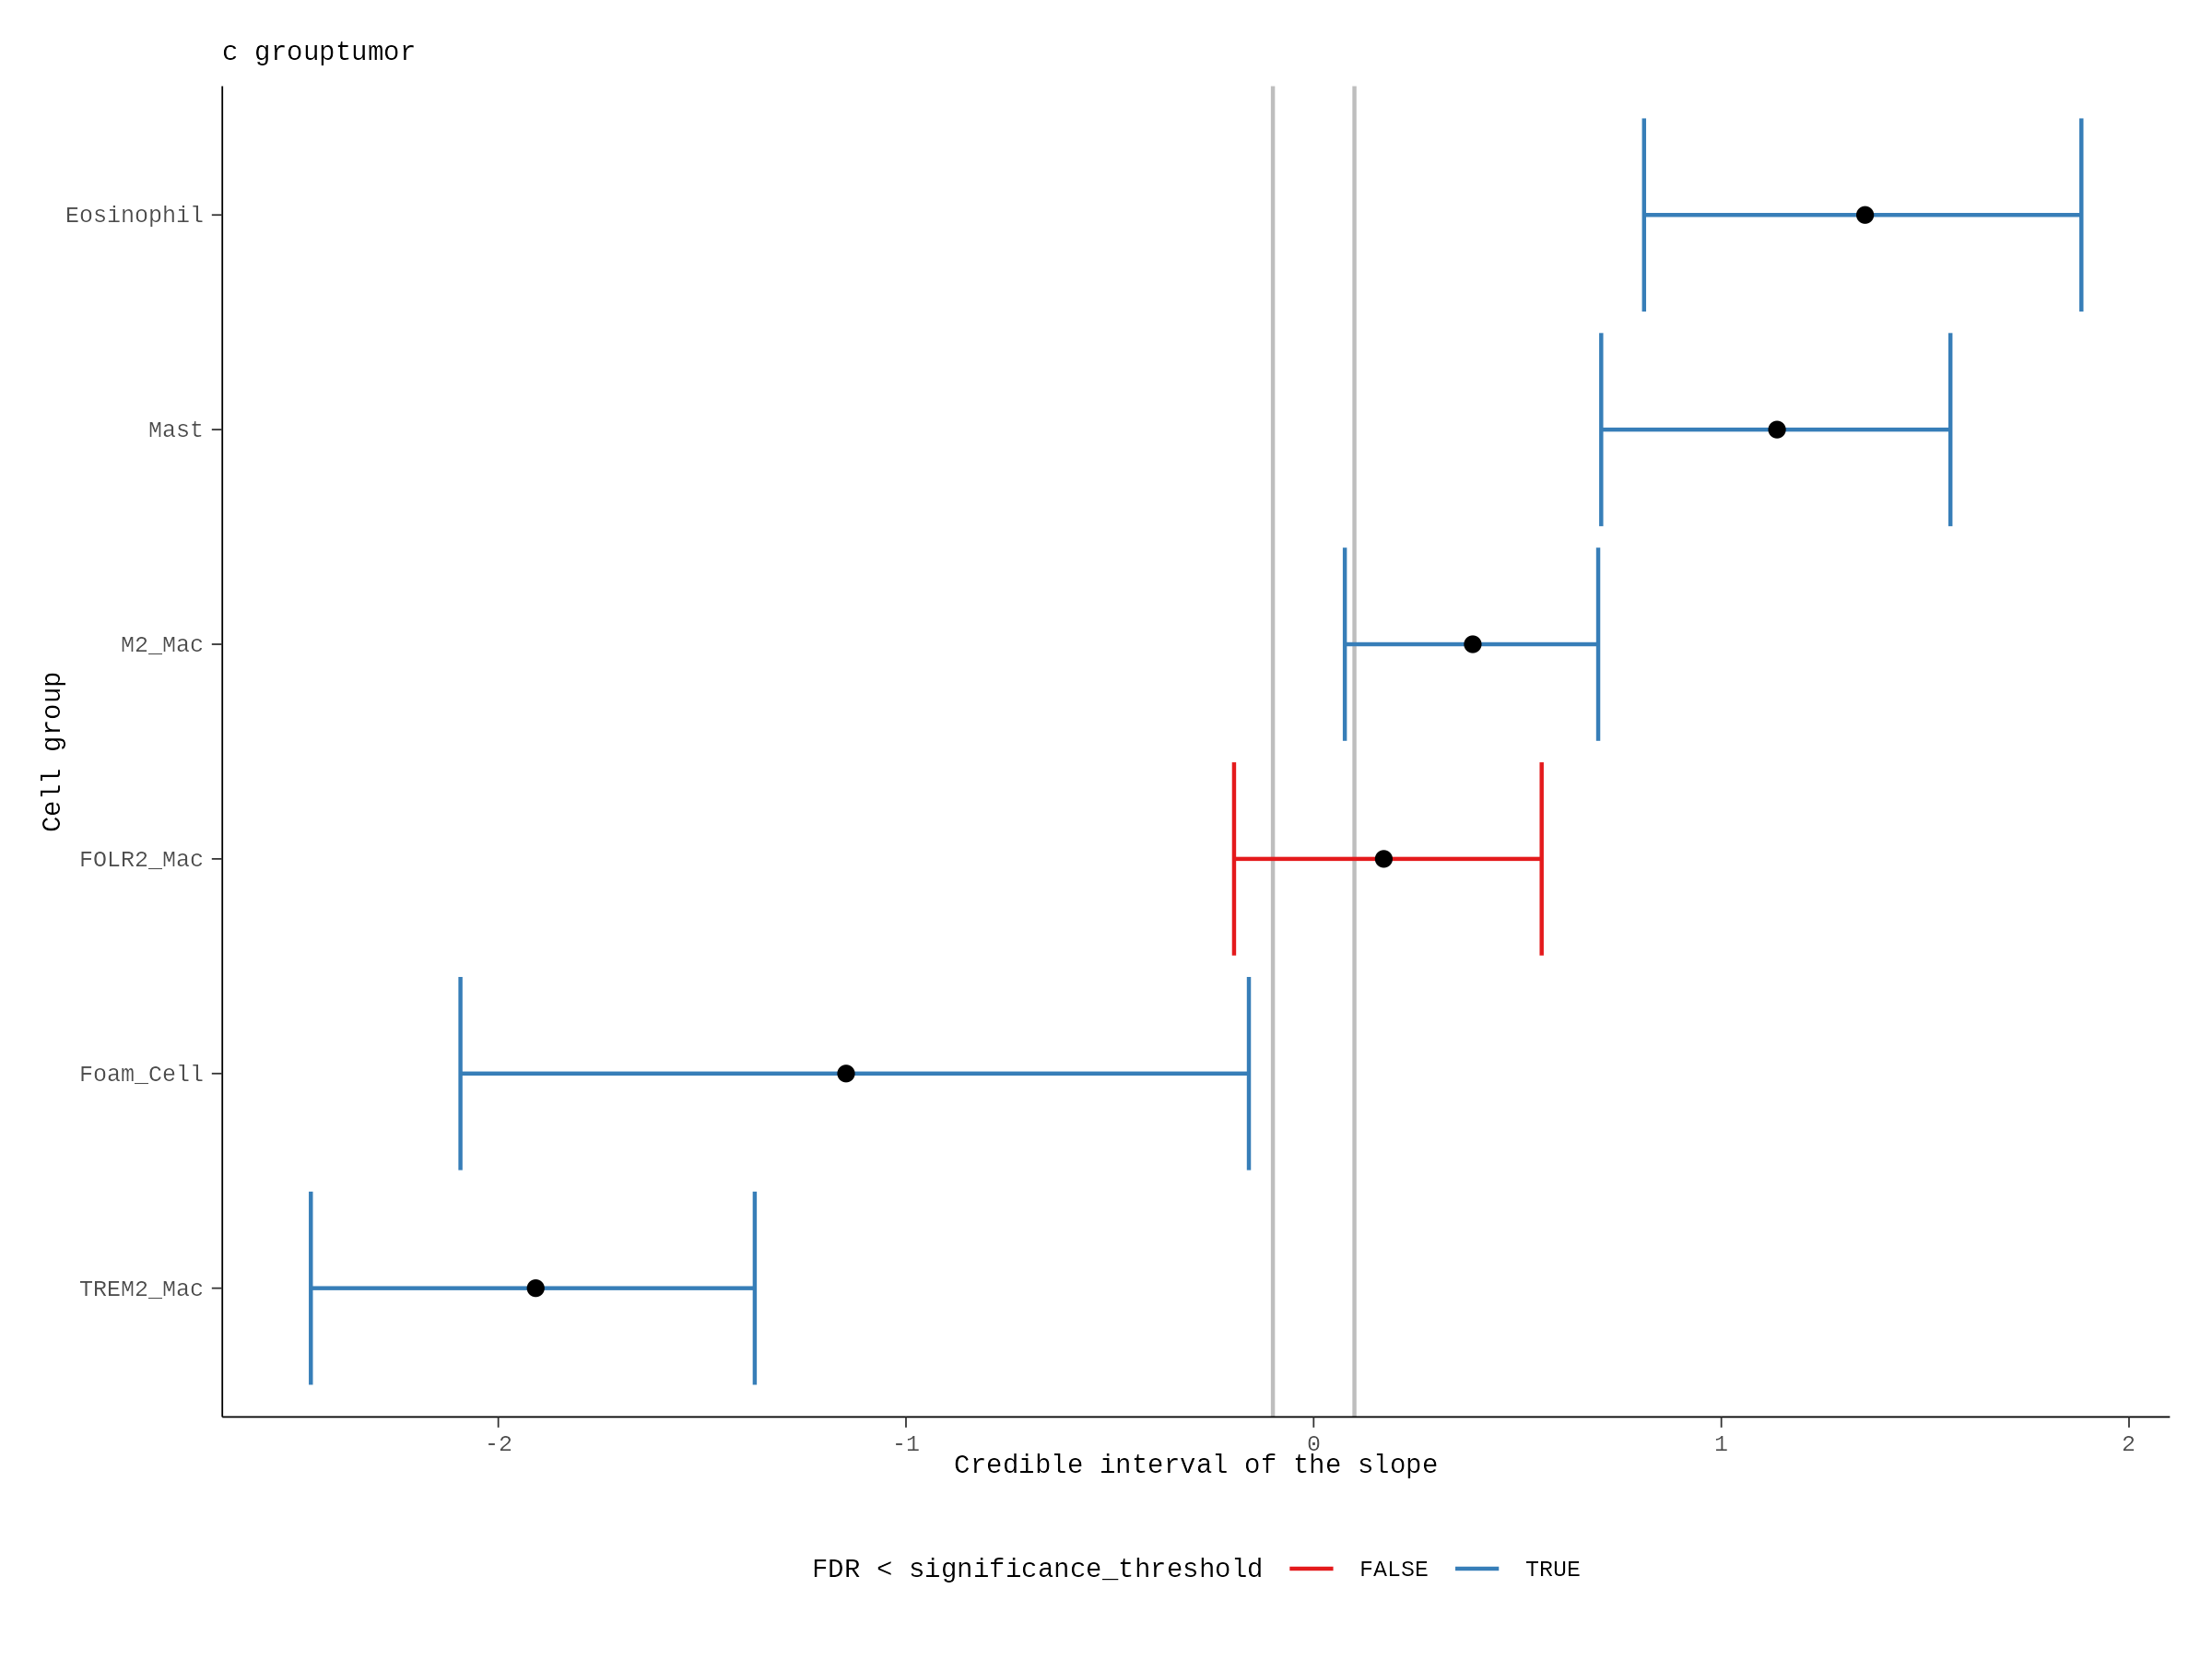 c grouptumor
Cell group
Eosinophil
Mast
M2_Mac
FOLR2_Mac
Foam_Cell
TREM2_Mac
-2 -1 0 1 2
Credible interval of the slope
FDR < significance_threshold FALSE TRUE